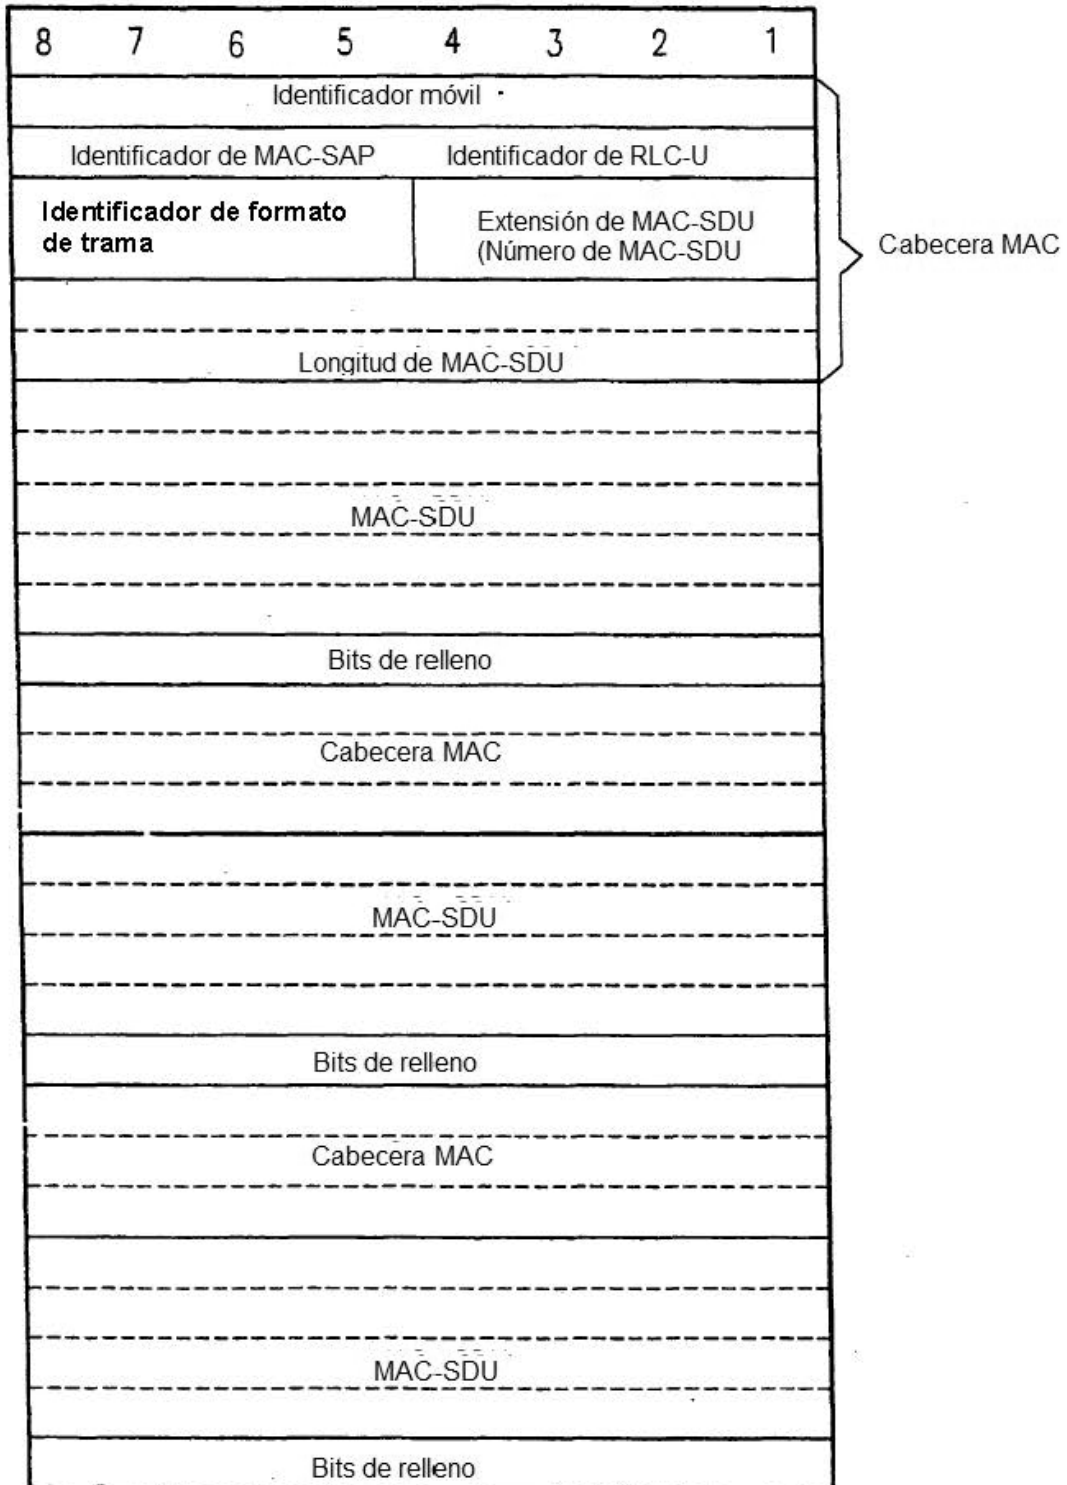 8 7 6 5 4 3 2 1
Identificador móvil
Identificador de MAC-SAP Identificador de RLC-U
Identificador de formato
de trama
Extensión de MAC-SDU
(Número de MAC-SDU
Cabecera MAC
Longitud de MAC-SDU
MAC-SDU
Bits de relleno
Cabecera MAC
MAC-SDU
Bits de relleno
Cabecera MAC
MAC-SDU
Bits de relleno